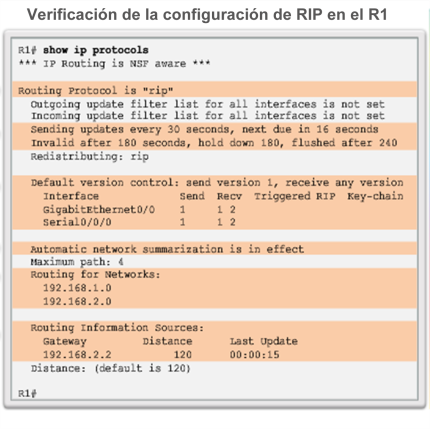 Verificación de la configuración de RIP en el R1
R1# show ip protocols
*** IP Routing is NSF aware ***
Routing Protocol is "rip"
Outgoing update filter list for all interfaces is not set
Incoming update filter list for all interfaces is not set
Sending updates every 30 seconds, next due in 16 seconds
Invalid after 180 seconds, hold down 180, flushed after 240
Redistributing: rip
Default version control: send version 1, receive any version
Interface Send Recv Triggered RIP Key-chain
GigabitEthernet0/0 1 1 2
Serial0/0/0 1 1 2
Automatic network summarization is in effect
Maximum path: 4
Routing for Networks:
192.168.1.0
192.168.2.0
Routing Information Sources:
Gateway Distance Last Update
192.168.2.2 120 00:00:15
Distance: (default is 120)
R1#